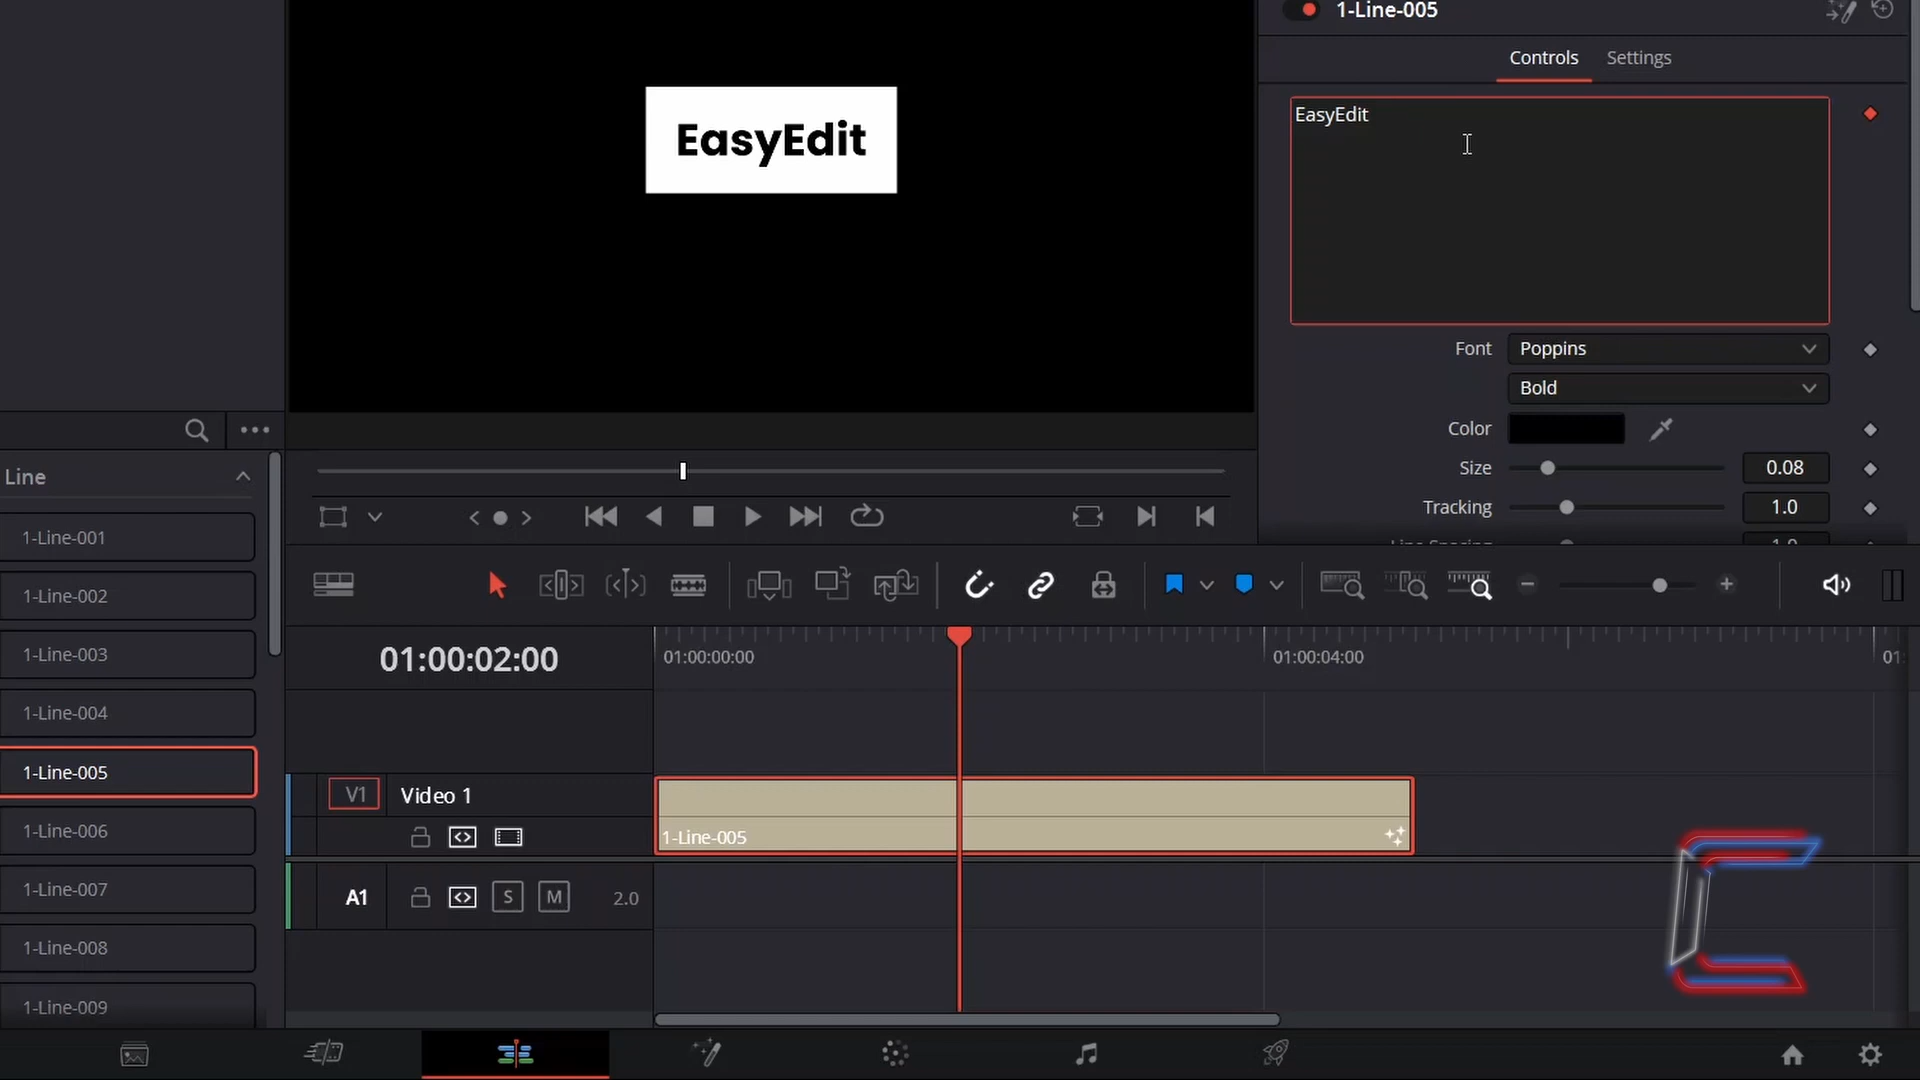 1-Line-005
Controls Settings
EasyEdit
EasyEdit
Font Poppins
Bold
Color
Size 0.08
Tracking 1.0
Line Spacing 1.0
Line
1-Line-001
1-Line-002
1-Line-003
1-Line-004
1-Line-005
1-Line-006
1-Line-007
1-Line-008
1-Line-009
01:00:02:00
01:00:00:00
01:00:04:00
01:
V1 Video 1
1-Line-005
A1 S M 2.0